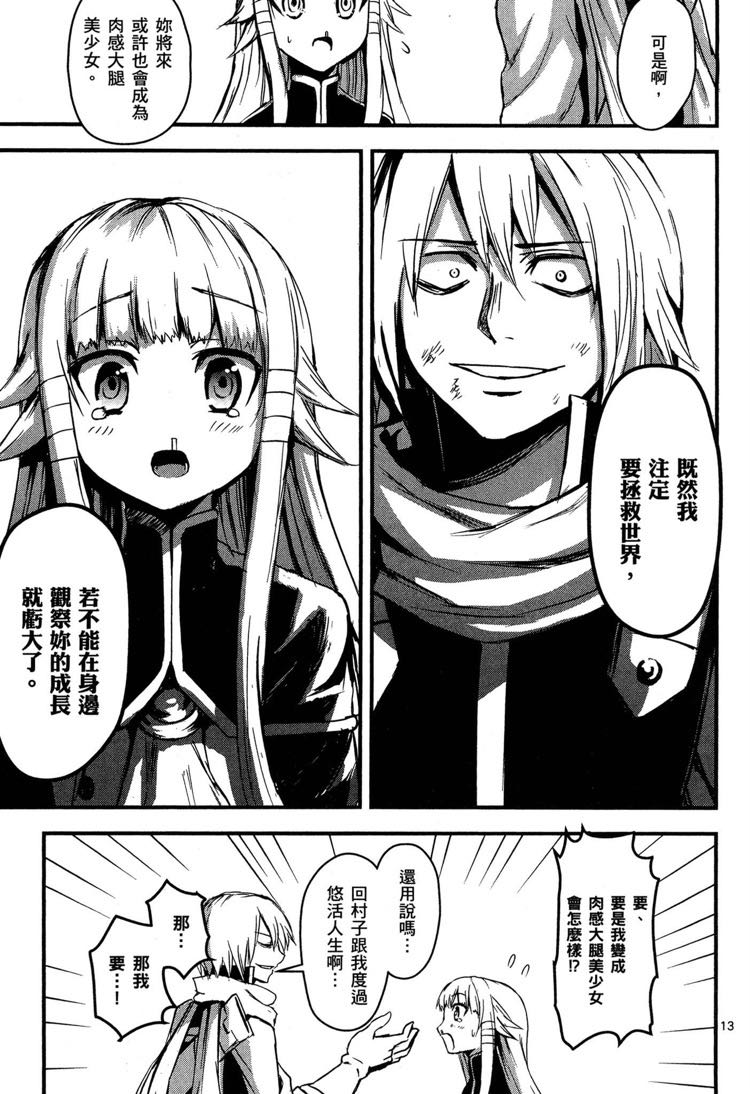 可是啊，
妳將來
或許也會成為
肉感大腿
美少女。
既然我
注定
要拯救世界，
若不能在身邊
觀察妳的成長
就虧大了。
要、
要是我變成
肉感大腿美少女
會怎麼樣!?
還用說嗎…
回村子跟我度過
悠活人生啊…
那…
那我
要…！
13